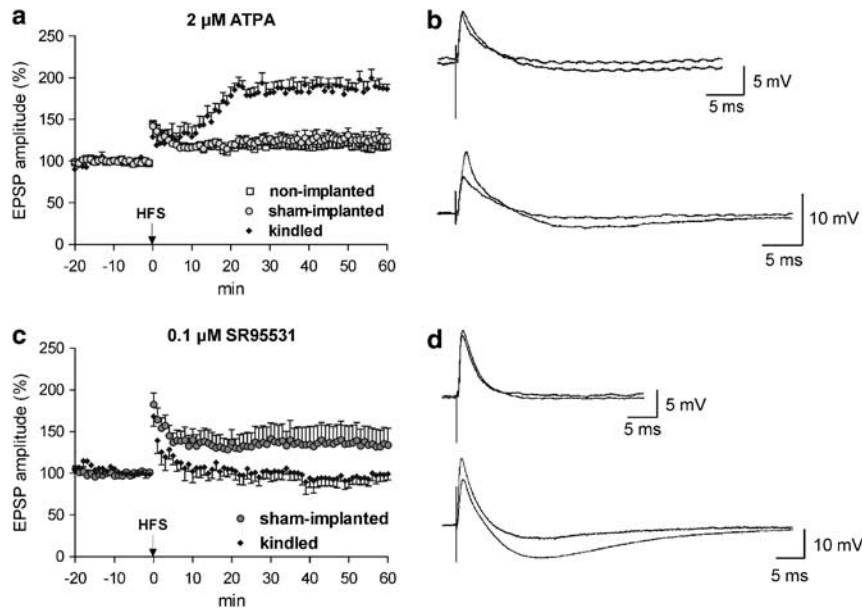 a
2 µM ATPA
EPSP amplitude (%)
250
200
150
100
50
0
HFS
non-implanted
sham-implanted
kindled
-20 -10 0 10 20 30 40 50 60
min
b
5 mV
5 ms
10 mV
5 ms
c
0.1 µM SR95531
EPSP amplitude (%)
250
200
150
100
50
0
HFS
sham-implanted
kindled
-20 -10 0 10 20 30 40 50 60
min
d
5 mV
5 ms
10 mV
5 ms